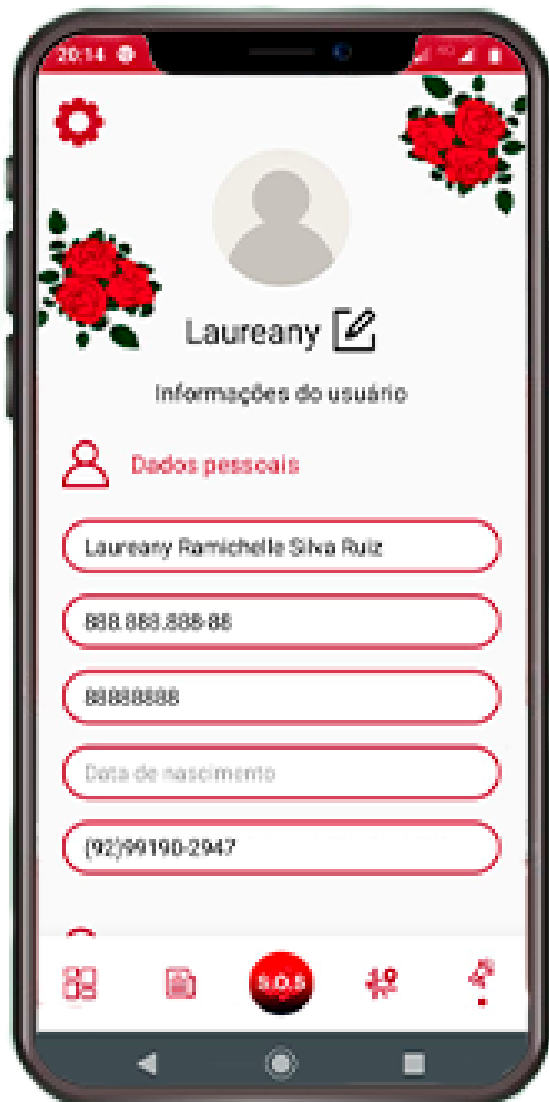 20:14
Laureany
Informações do usuário
Dados pessoais
Laureany Ramichelle Silva Ruiz
888.888.888-88
88888888
Data de nascimento
(92)99190-2947
S.O.S